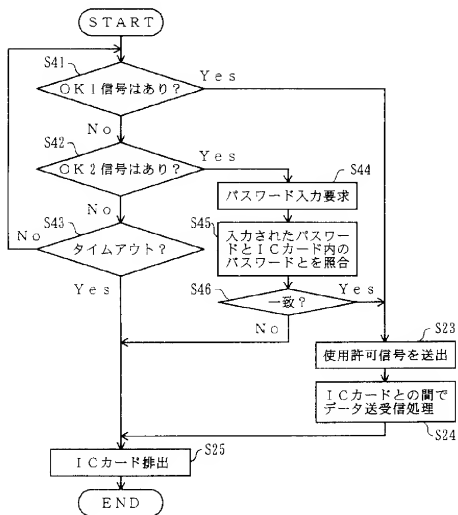 START
S41
OK1信号はあり?
Yes
No
S42
OK2信号はあり?
Yes
No
S44
パスワード入力要求
S43
タイムアウト?
No
Yes
S45
入力されたパスワー
ドとICカード内の
パスワードとを照合
S46
一致?
Yes
No
S23
使用許可信号を送出
ICカードとの間で
データ送受信処理
S24
S25
ICカード排出
END